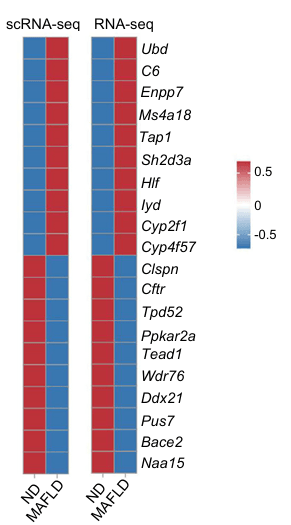 scRNA-seq RNA-seq
Ubd
C6
Enpp7
Ms4a18
Tap1
Sh2d3a
Hlf
Iyd
Cyp2f1
Cyp4f57
Clspn
Cftr
Tpd52
Ppkar2a
Tead1
Wdr76
Ddx21
Pus7
Bace2
Naa15
0.5
0
-0.5
ND MAFLD ND MAFLD